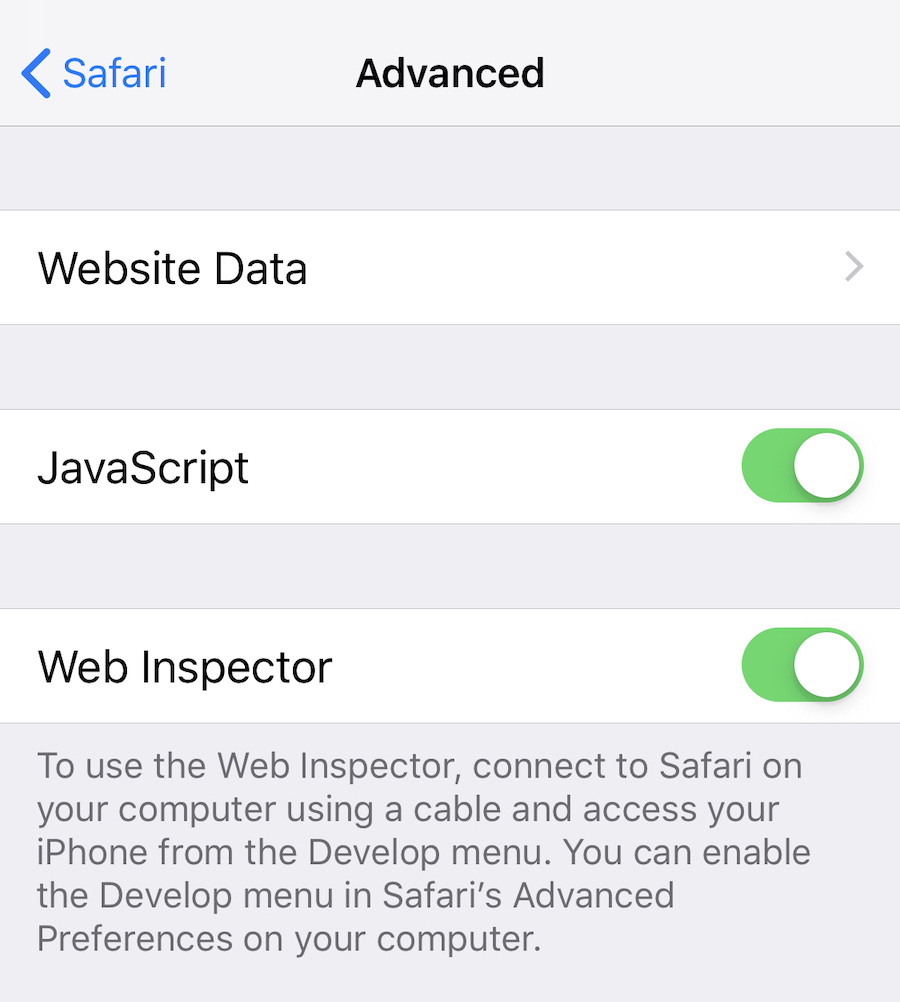 Safari
Advanced
Website Data
JavaScript
Web Inspector
To use the Web Inspector, connect to Safari on
your computer using a cable and access your
iPhone from the Develop menu. You can enable
the Develop menu in Safari’s Advanced
Preferences on your computer.